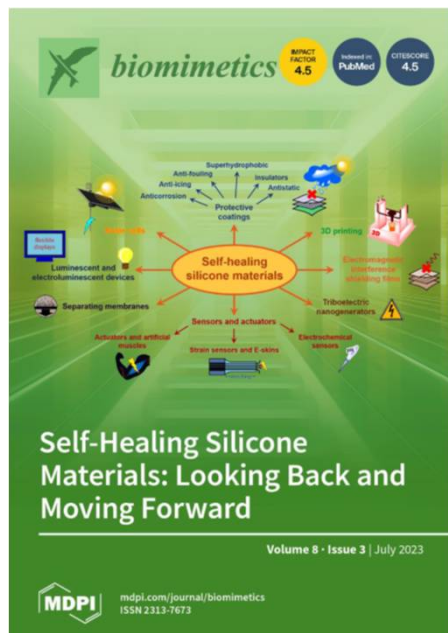 biomimetics
IMPACT
FACTOR
4.5
Indexed in:
PubMed
CITESCORE
4.5
Superhydrophobic
Anti-fouling
Insulators
Anti-icing
Antistatic
Anticorrosion
Protective
coatings
3D printing
Flexible
displays
Self-healing
silicone materials
Luminescent and
electroluminescent devices
Electromagnetic
interference
shielding films
Separating membranes
Triboelectric
nanogenerators
Sensors and actuators
Actuators and artificial
muscles
Strain sensors and E-skins
Electrochemical
sensors
Self-Healing Silicone
Materials: Looking Back and
Moving Forward
Volume 8 · Issue 3 | July 2023
MDPI
mdpi.com/journal/biomimetics
ISSN 2313-7673